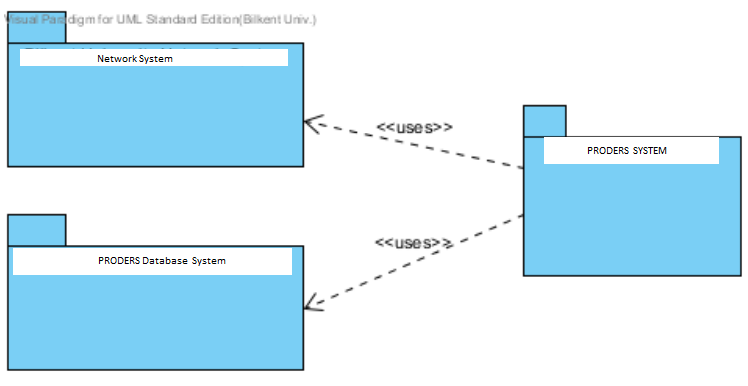 Visual Paradigm for UML Standard Edition(Bilkent Univ.)
Network System
<<uses>>
PRODERS SYSTEM
<<uses>>
PRODERS Database System